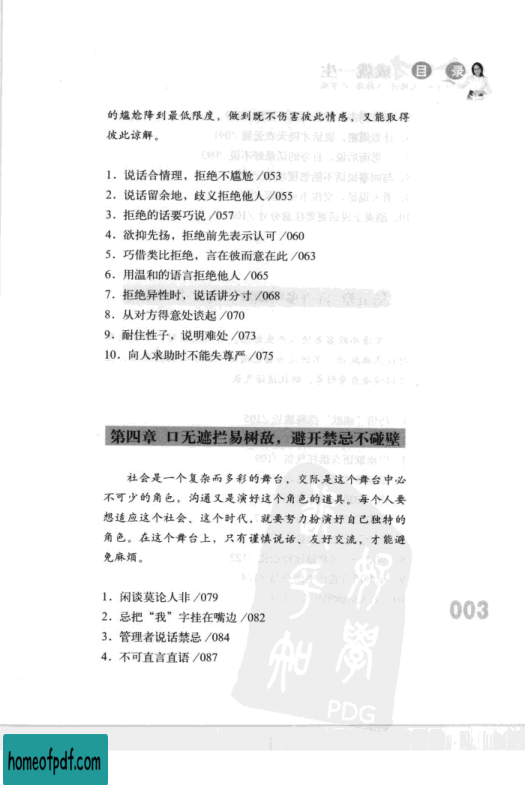 目录
的尴尬降到最低限度，做到既不伤害彼此情感，又能取得
彼此谅解。
1．说话合情理，拒绝不尴尬/053
2．说话留余地，歧义拒绝他人/055
3．拒绝的话要巧说/057
4．欲抑先扬，拒绝前先表示认可/060
5．巧借类比拒绝，言在彼而意在此/063
6．用温和的语言拒绝他人/065
7．拒绝异性时，说话讲分寸/068
8．从对方得意处谈起/070
9．耐住性子，说明难处/073
10．向人求助时不能失尊严/075
第四章 口无遮拦易树敌，避开禁忌不碰壁
社会是一个复杂而多彩的舞台，交际是这个舞台中必
不可少的角色，沟通又是演好这个角色的道具。每个人要
想适应这个社会、这个时代，就要努力扮演好自己独特的
角色。在这个舞台上，只有谨慎说话、友好交流，才能避
免麻烦。
1．闲谈莫论人非/079
2．忌把“我”字挂在嘴边/082
3．管理者说话禁忌/084
4．不可直言直语/087
003
PDG
homeofpdf.com